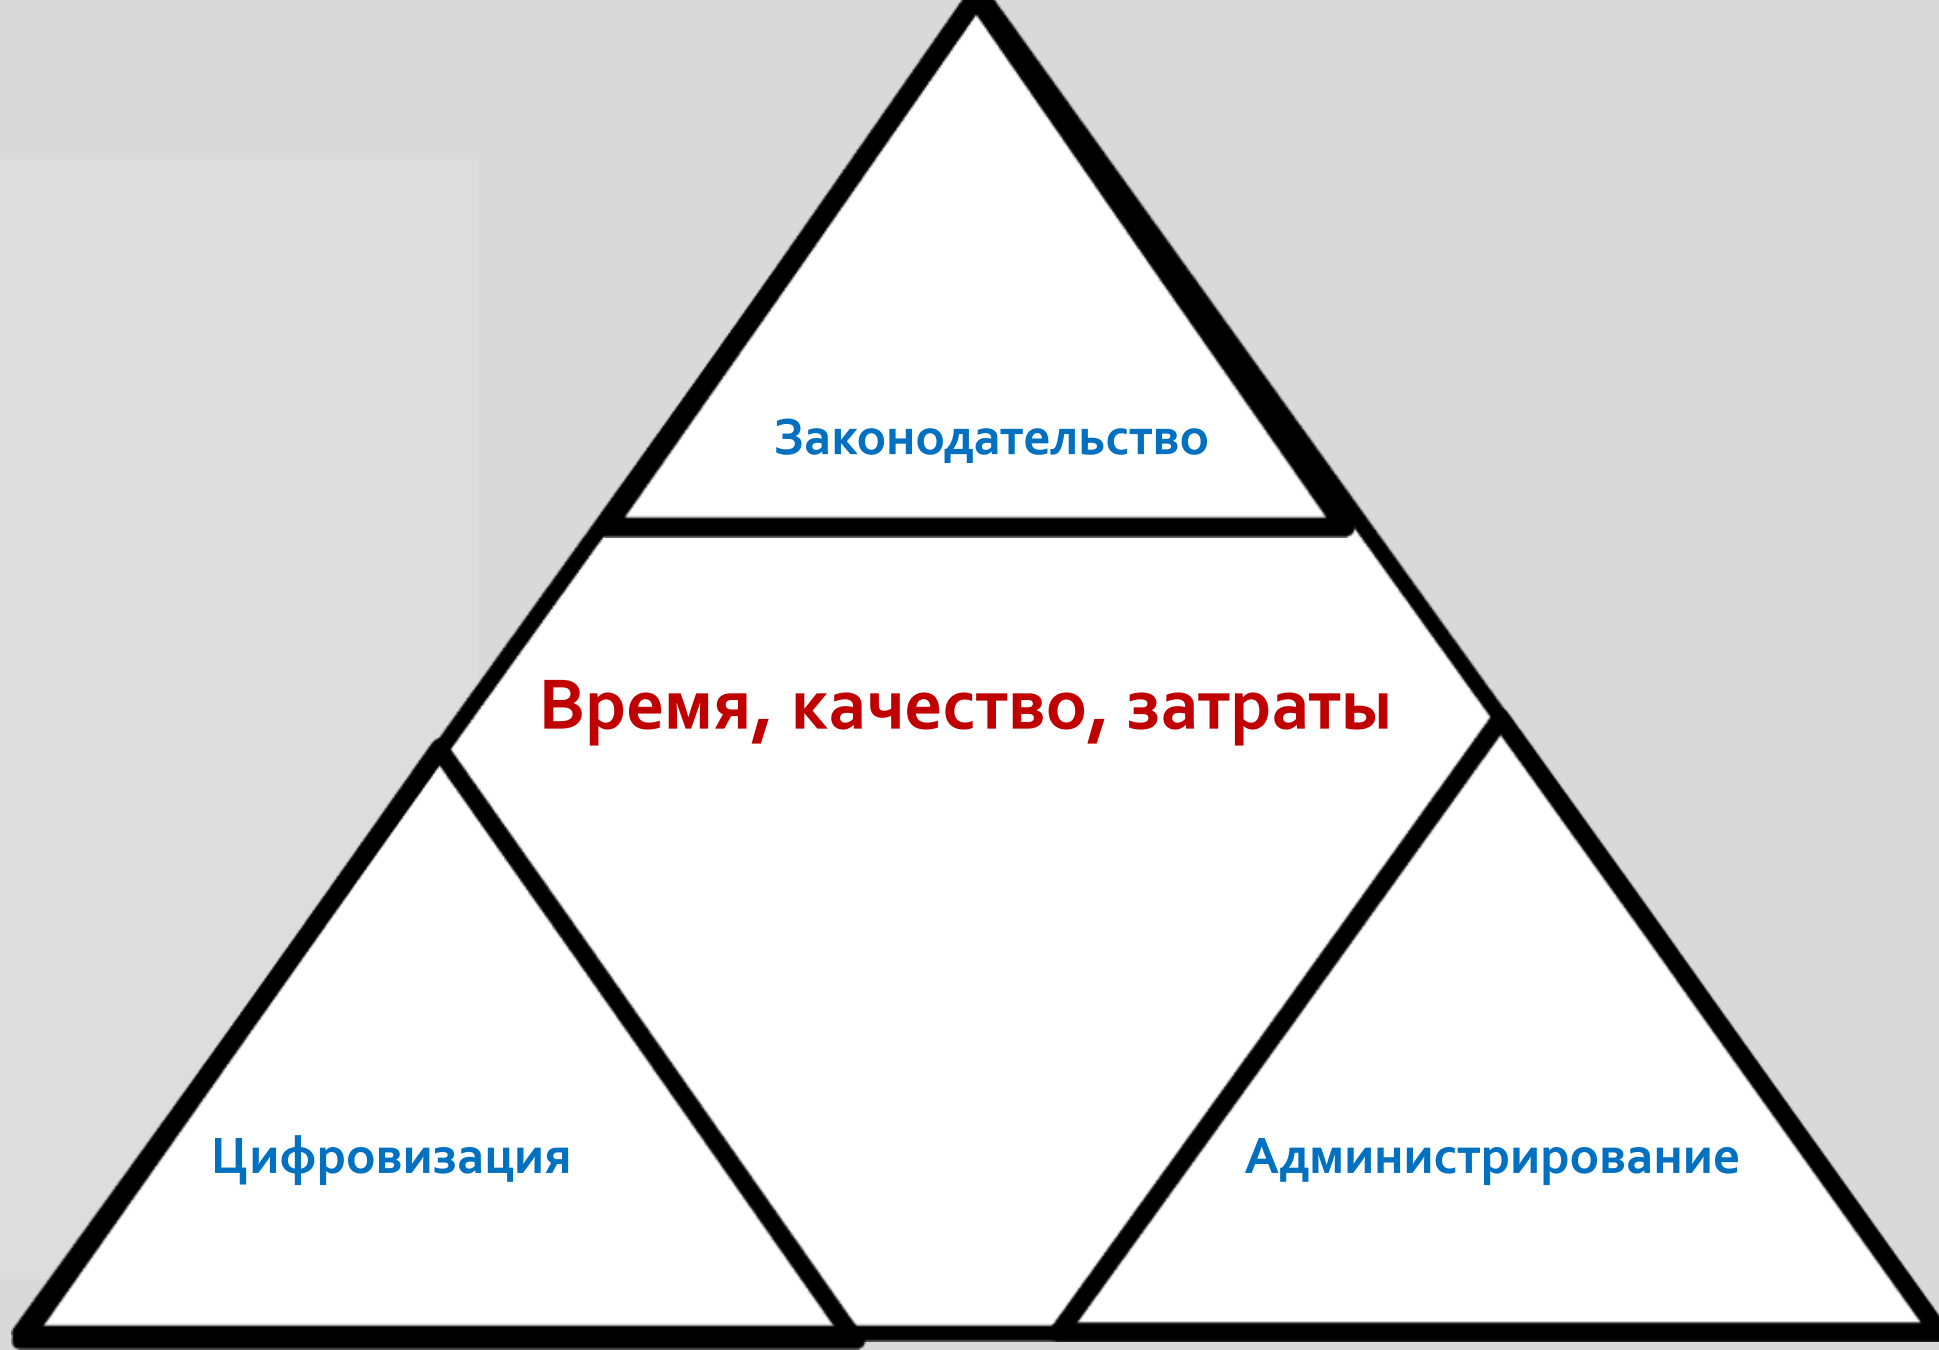 Законодательство
Время, качество, затраты
Цифровизация
Администрирование